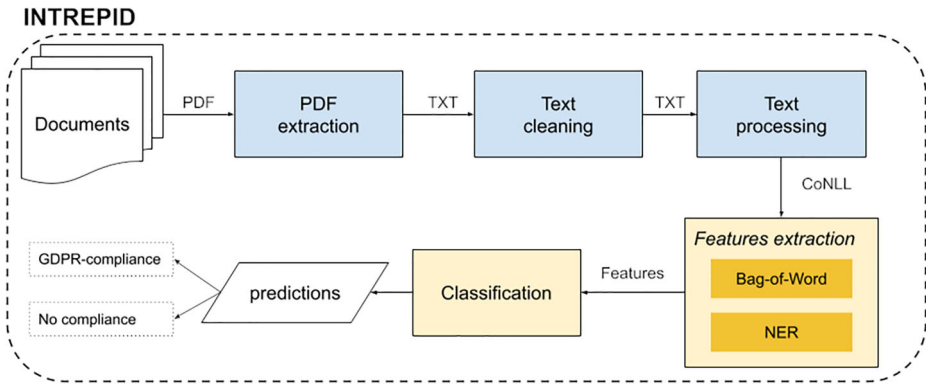 INTREPID
Documents
PDF
PDF
extraction
TXT
Text
cleaning
TXT
Text
processing
CoNLL
Features extraction
Bag-of-Word
NER
Features
Classification
predictions
GDPR-compliance
No compliance